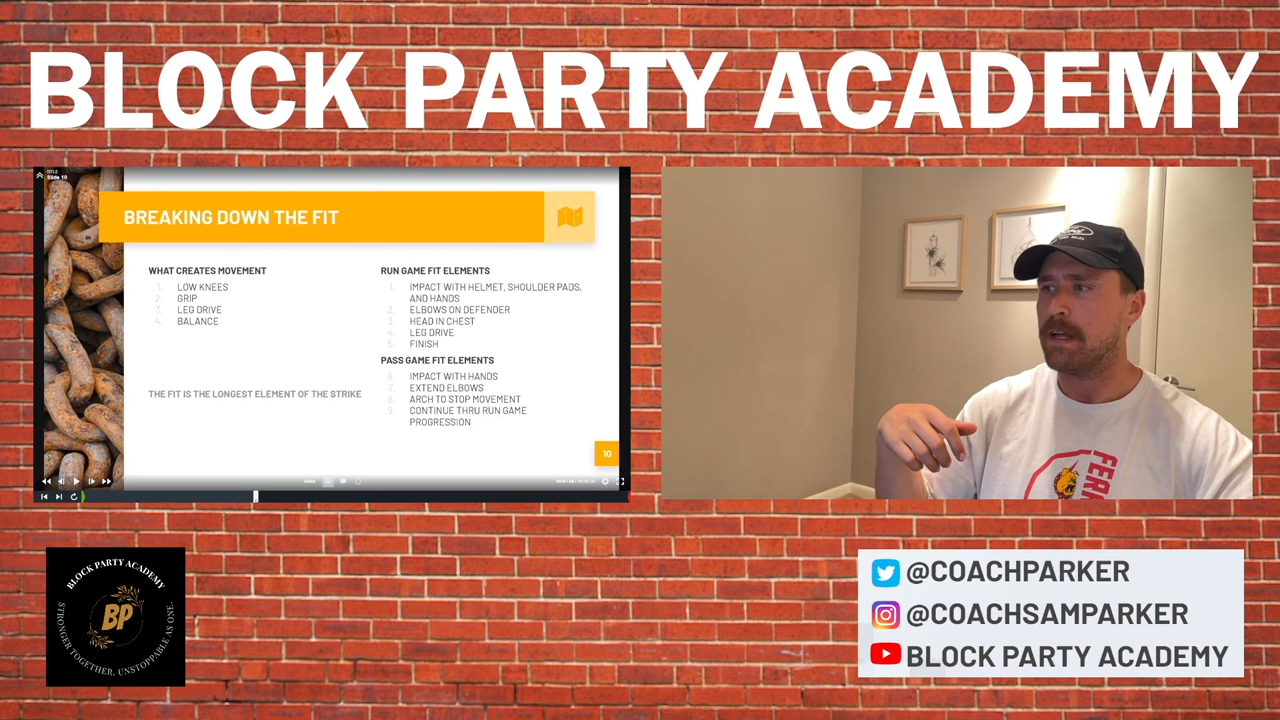 BLOCK PARTY ACADEMY
TITLE
Slide 10
BREAKING DOWN THE FIT
WHAT CREATES MOVEMENT
1. LOW KNEES
2. GRIP
3. LEG DRIVE
4. BALANCE
THE FIT IS THE LONGEST ELEMENT OF THE STRIKE
RUN GAME FIT ELEMENTS
1. IMPACT WITH HELMET, SHOULDER PADS,
AND HANDS
2. ELBOWS ON DEFENDER
3. HEAD IN CHEST
4. LEG DRIVE
5. FINISH
PASS GAME FIT ELEMENTS
6. IMPACT WITH HANDS
7. EXTEND ELBOWS
8. ARCH TO STOP MOVEMENT
9. CONTINUE THRU RUN GAME
PROGRESSION
10
FERR
BLOCK PARTY ACADEMY
BP
STRONGER TOGETHER, UNSTOPPABLE AS ONE.
@COACHPARKER
@COACHSAMPARKER
BLOCK PARTY ACADEMY